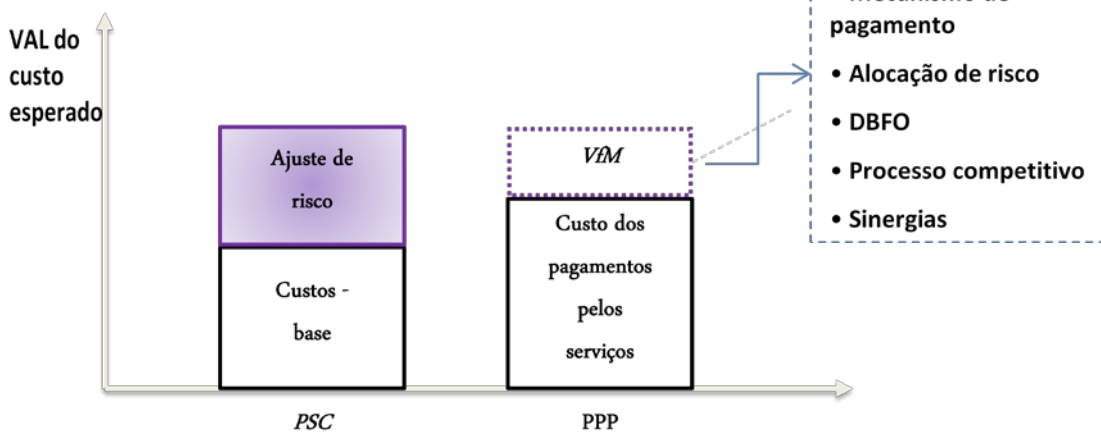 VAL do
custo
esperado
Ajuste de
risco
Custos -
base
PSC
VfM
Custo dos
pagamentos
pelos
serviços
PPP
pagamento
• Alocação de risco
• DBFO
• Processo competitivo
• Sinergias